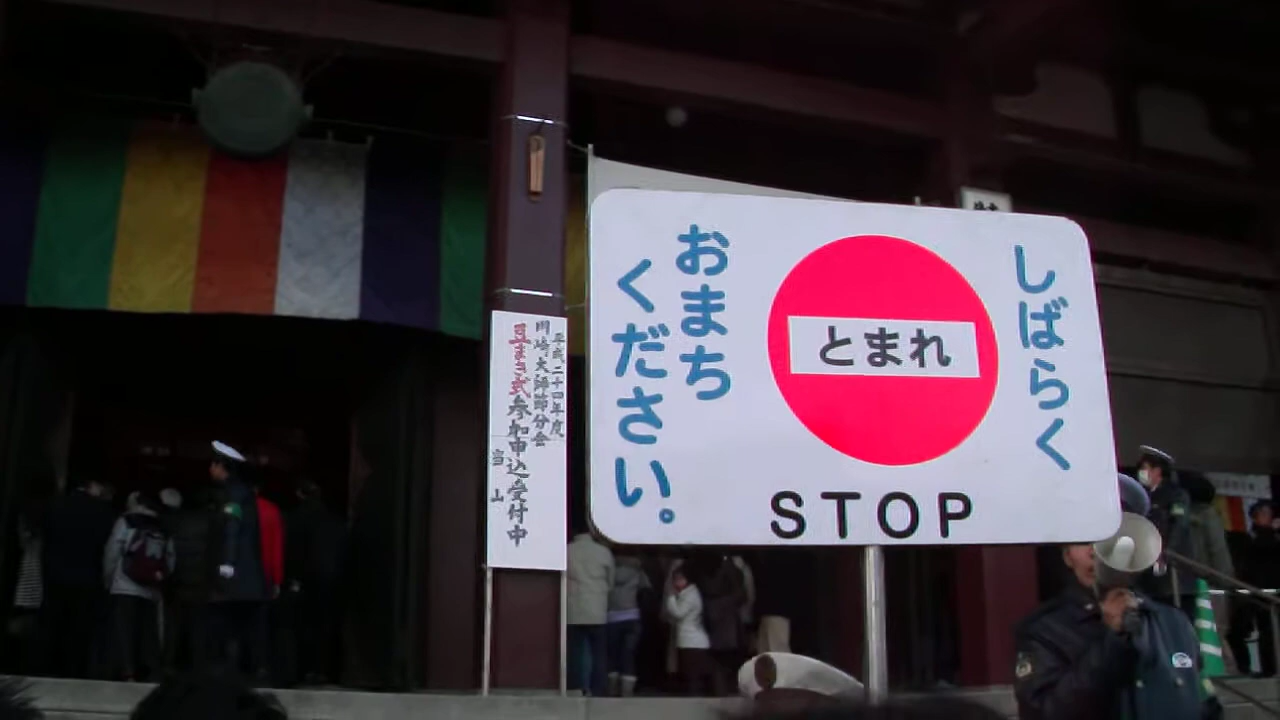 しばらく
おまち
ください。
とまれ
STOP
平成二十四年度
川崎大師節分会
豆まき式参加申込受付中
当山